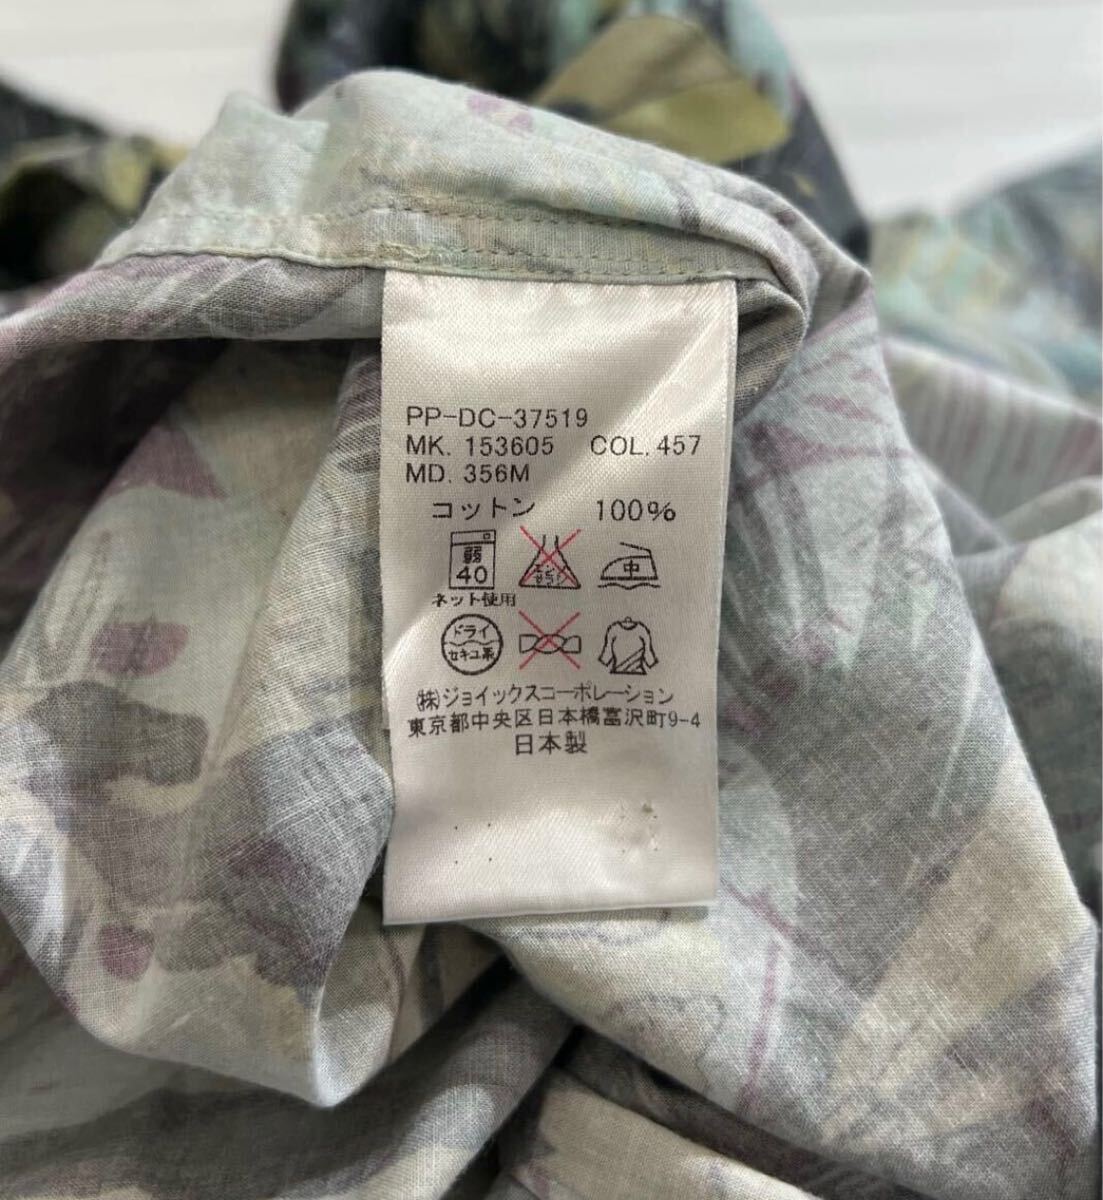 PP-DC-37519
MK. 153605 COL. 457
MD. 356M
コットン 100%
弱
40
エンソ
サラシ
中
ネット使用
ドライ
セキユ系
㈱ジョイックスコーポレーション
東京都中央区日本橋富沢町9-4
日本製